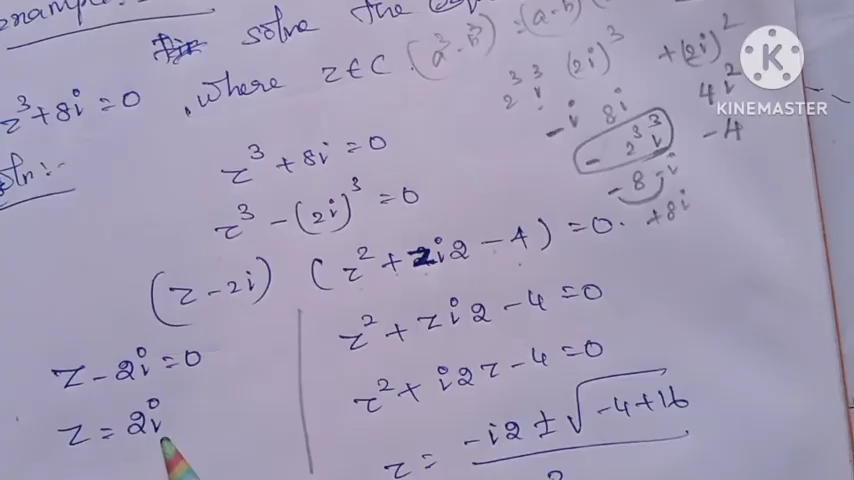 example
solve the
z³ + 8i = 0 , where z ∈ C. (a³ - b³) = (a - b)
2³ i³ (2i)³ + (2i)²
- i 8i 4i²
- 2³ i³ - 4
- 8 - i
+ 8i
soln:-
z³ + 8i = 0
z³ - (2i)³ = 0
(z - 2i) (z² + zi2 - 4) = 0.
z - 2i = 0
z = 2i
z² + zi2 - 4 = 0
z² + i2z - 4 = 0
z = -i2 ± √-4+16
2
K
KINEMASTER